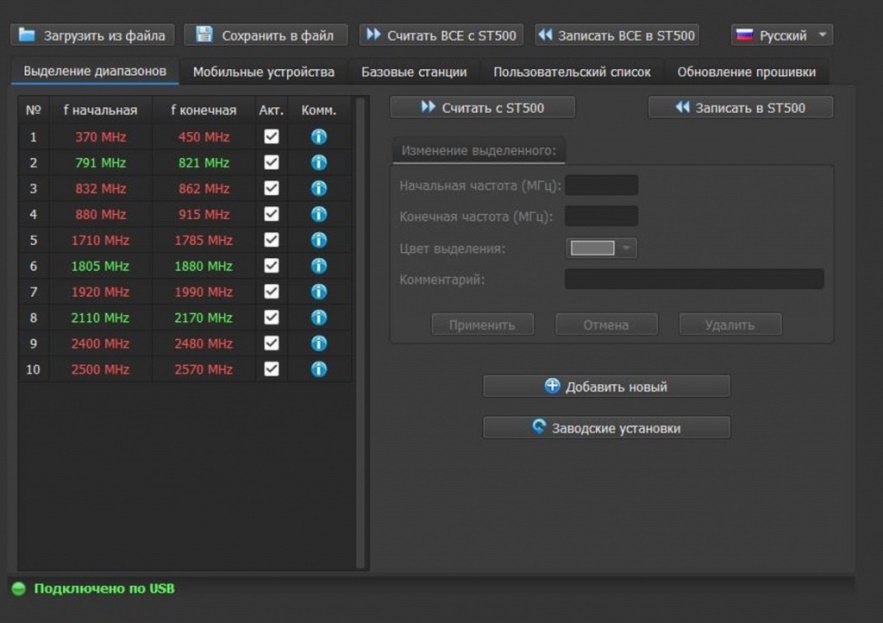 Загрузить из файла Сохранить в файл Считать ВСЕ с ST500 Записать ВСЕ в ST500 Русский
Выделение диапазонов Мобильные устройства Базовые станции Пользовательский список Обновление прошивки
№ f начальная f конечная Акт. Комм.
1 370 MHz 450 MHz
2 791 MHz 821 MHz
3 832 MHz 862 MHz
4 880 MHz 915 MHz
5 1710 MHz 1785 MHz
6 1805 MHz 1880 MHz
7 1920 MHz 1990 MHz
8 2110 MHz 2170 MHz
9 2400 MHz 2480 MHz
10 2500 MHz 2570 MHz
Считать с ST500 Записать в ST500
Изменение выделенного:
Начальная частота (МГц):
Конечная частота (МГц):
Цвет выделения:
Комментарий:
Применить Отмена Удалить
Добавить новый
Заводские установки
Подключено по USB